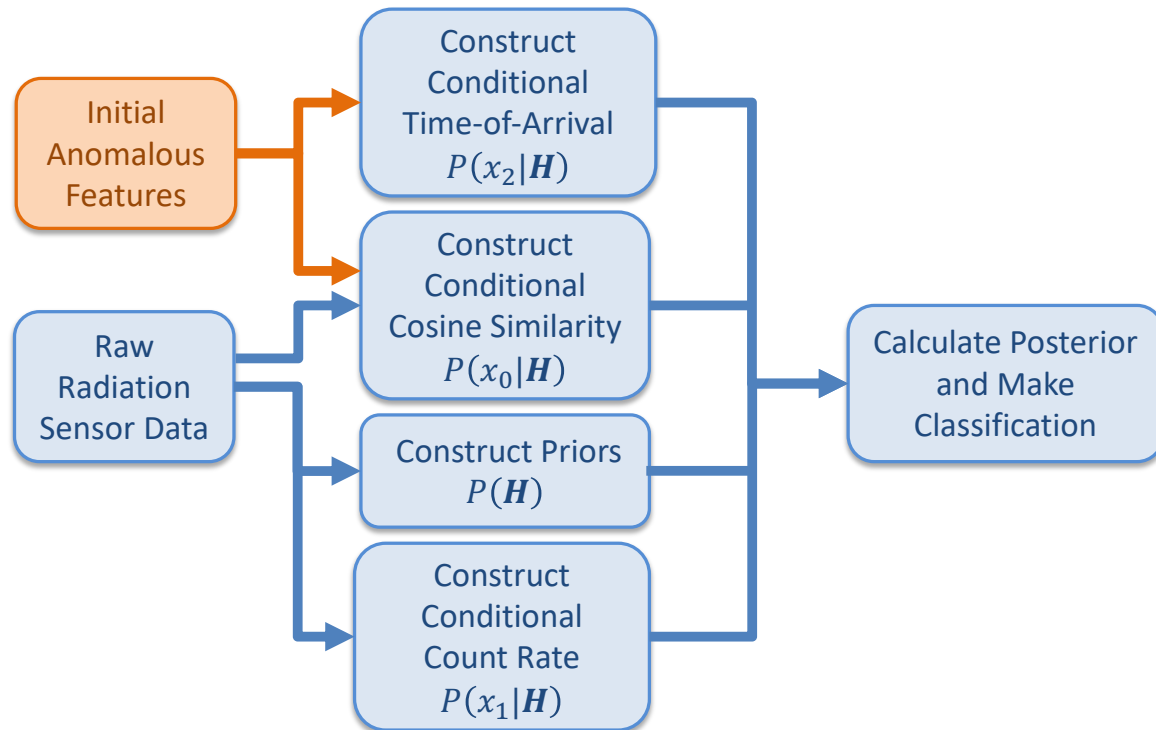 Initial
Anomalous
Features
Raw
Radiation
Sensor Data
Construct
Conditional
Time-of-Arrival
P(x₂|H)
Construct
Conditional
Cosine Similarity
P(x₀|H)
Construct Priors
P(H)
Construct
Conditional
Count Rate
P(x₁|H)
Calculate Posterior
and Make
Classification